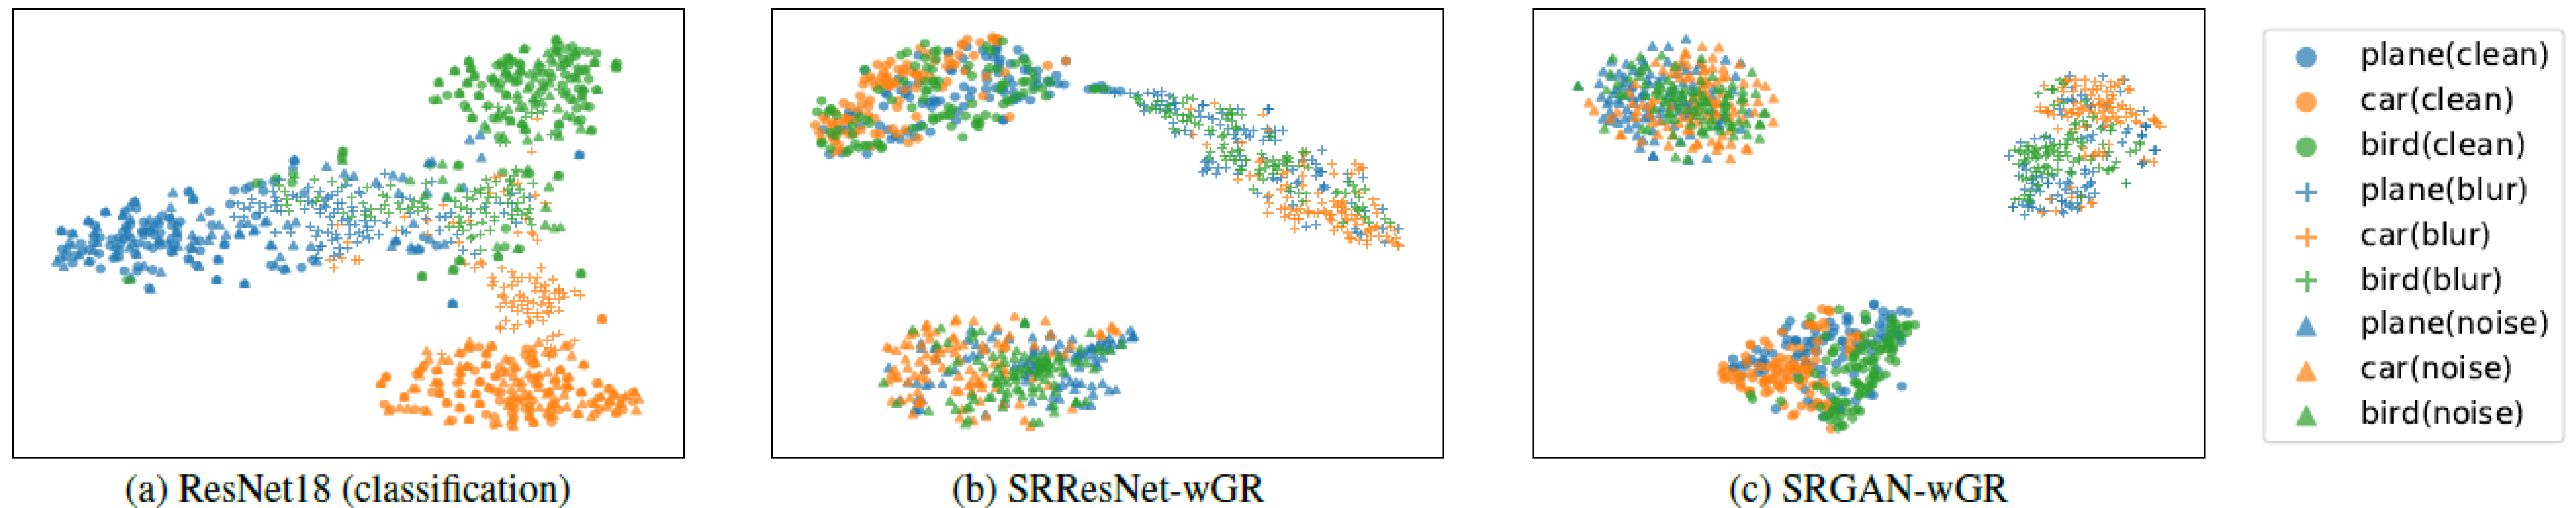 plane(clean)
car(clean)
bird(clean)
plane(blur)
car(blur)
bird(blur)
plane(noise)
car(noise)
bird(noise)
(a) ResNet18 (classification)
(b) SRResNet-wGR
(c) SRGAN-wGR